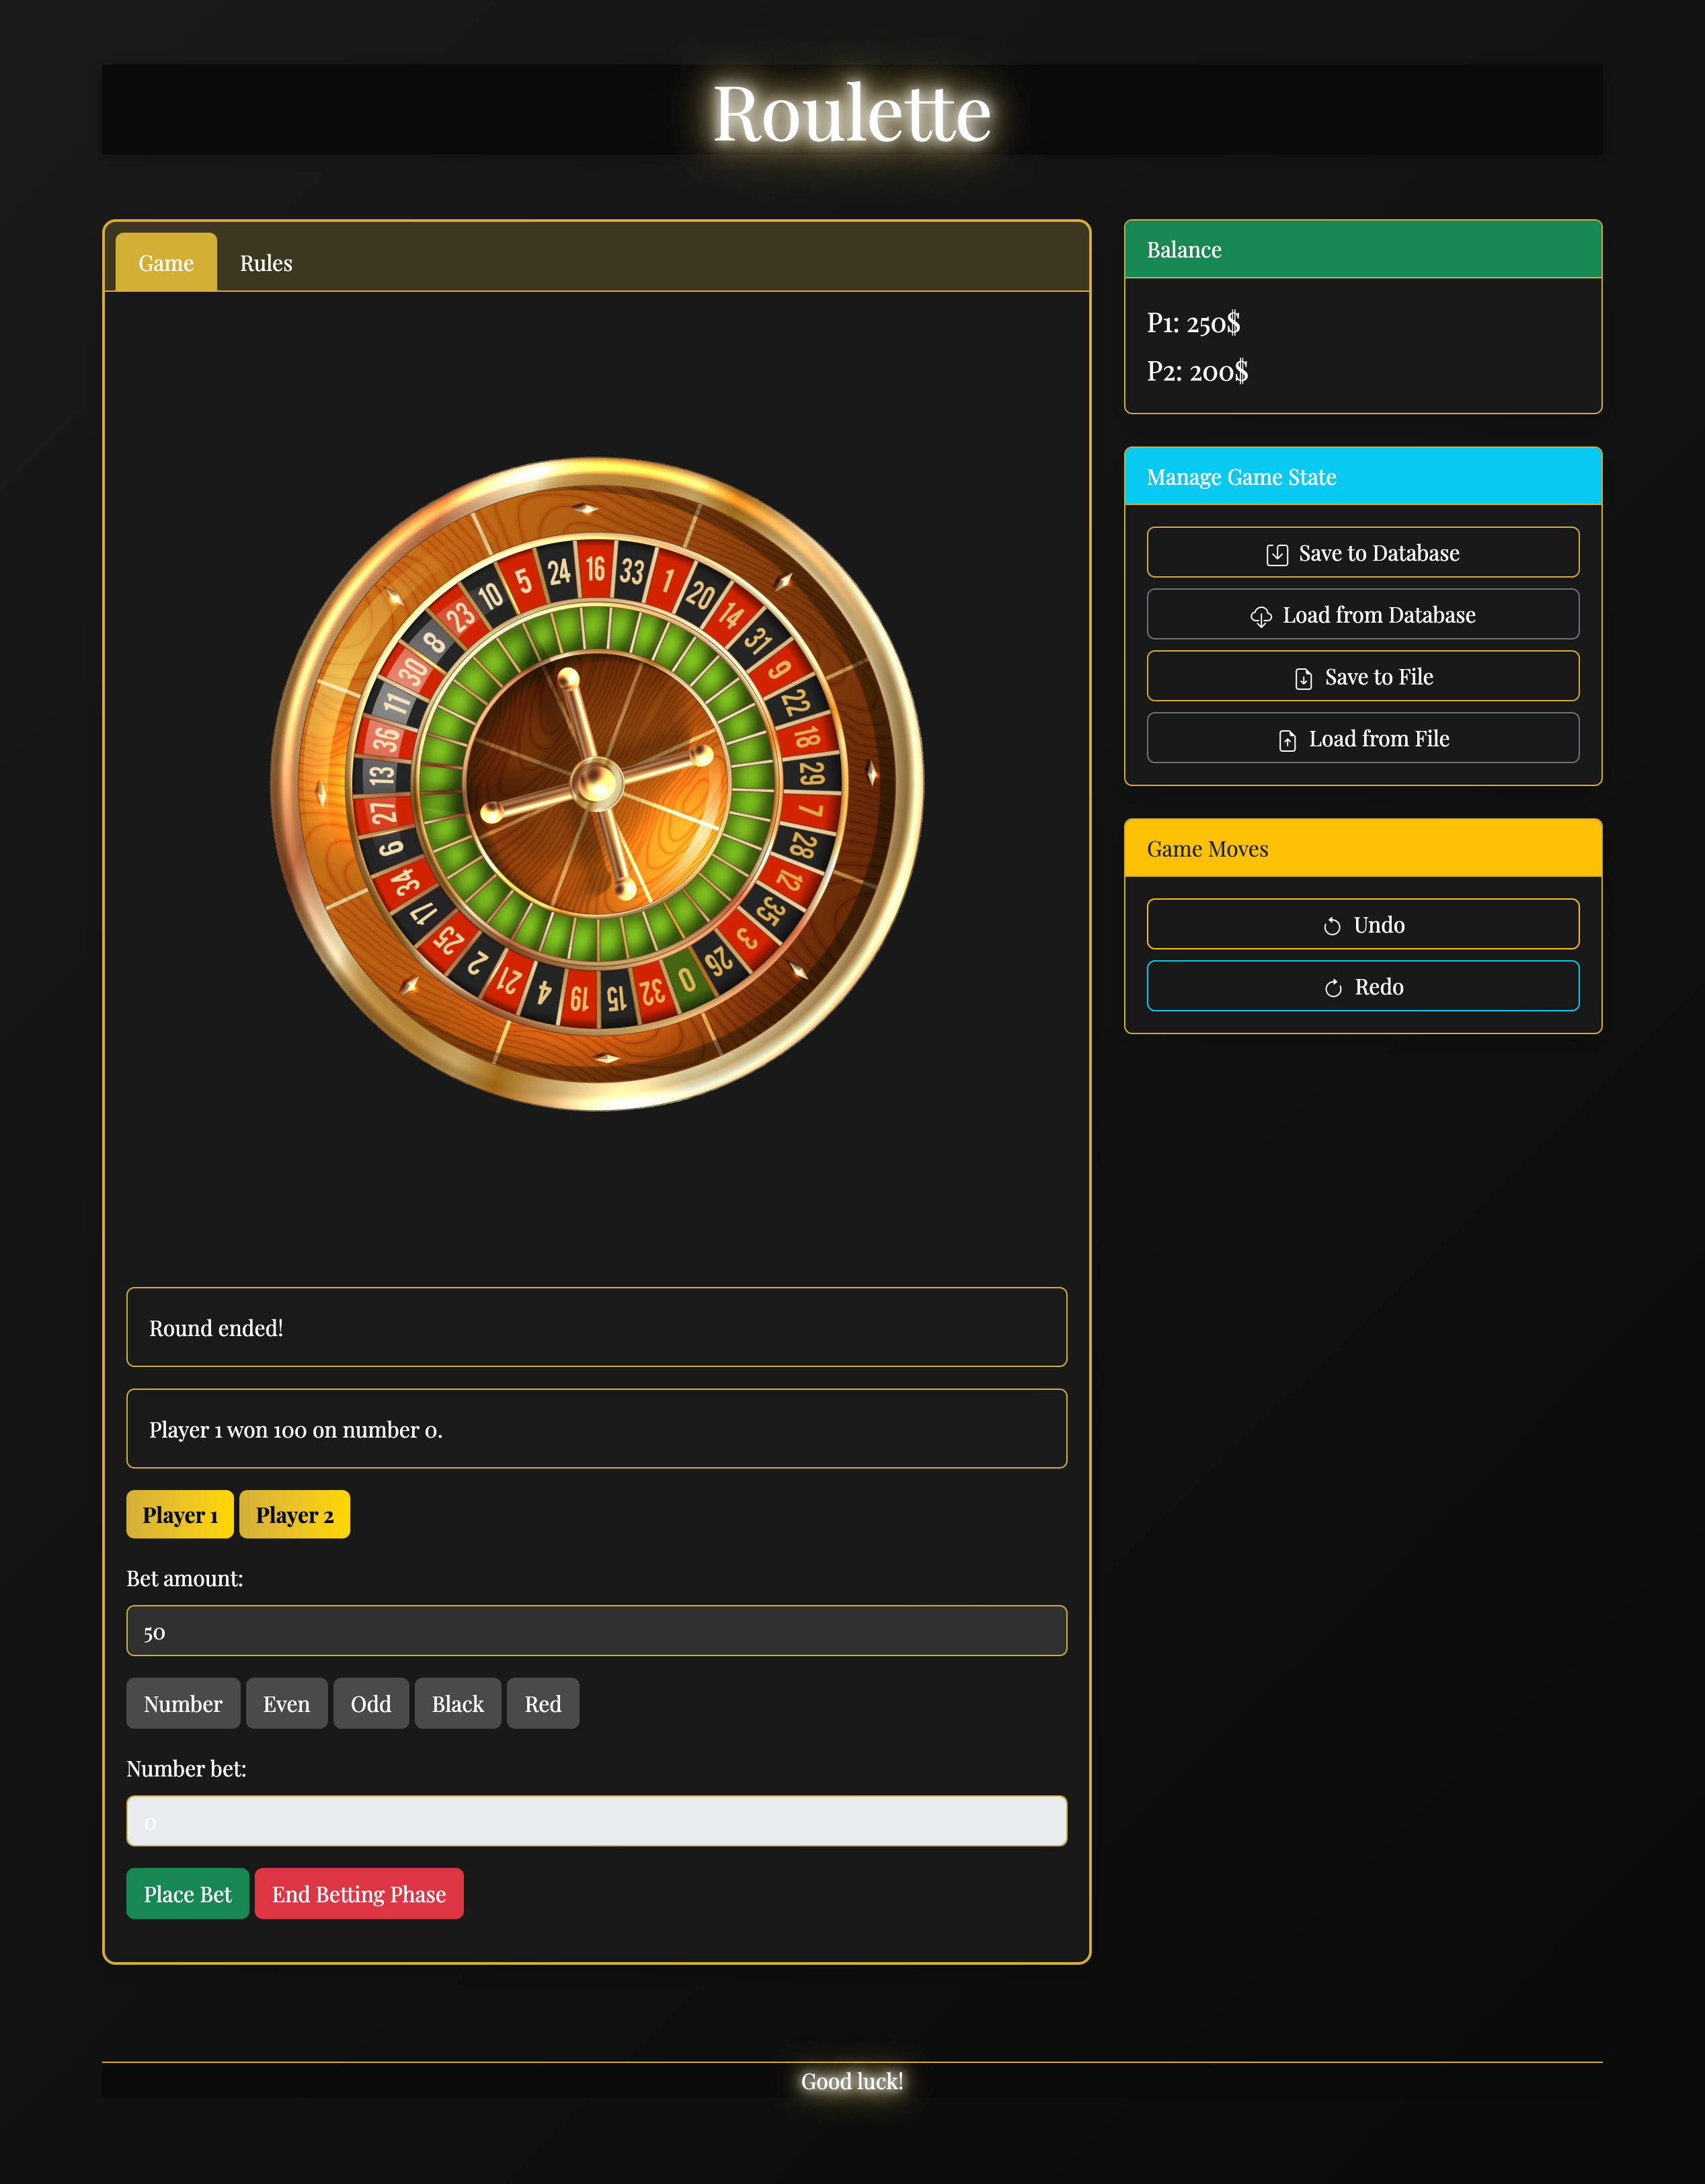 Roulette
Game Rules
5 24 16 33 1 20 14 31 9 22 18 29 7 28 12 35 3 26 0 32 15 19 4 21 2 25 17 34 6 27 13 36 11 30 8 23 10
Round ended!
Player 1 won 100 on number 0.
Player 1 Player 2
Bet amount:
50
Number Even Odd Black Red
Number bet:
0
Place Bet End Betting Phase
Balance
P1: 250$
P2: 200$
Manage Game State
Save to Database
Load from Database
Save to File
Load from File
Game Moves
Undo
Redo
Good luck!